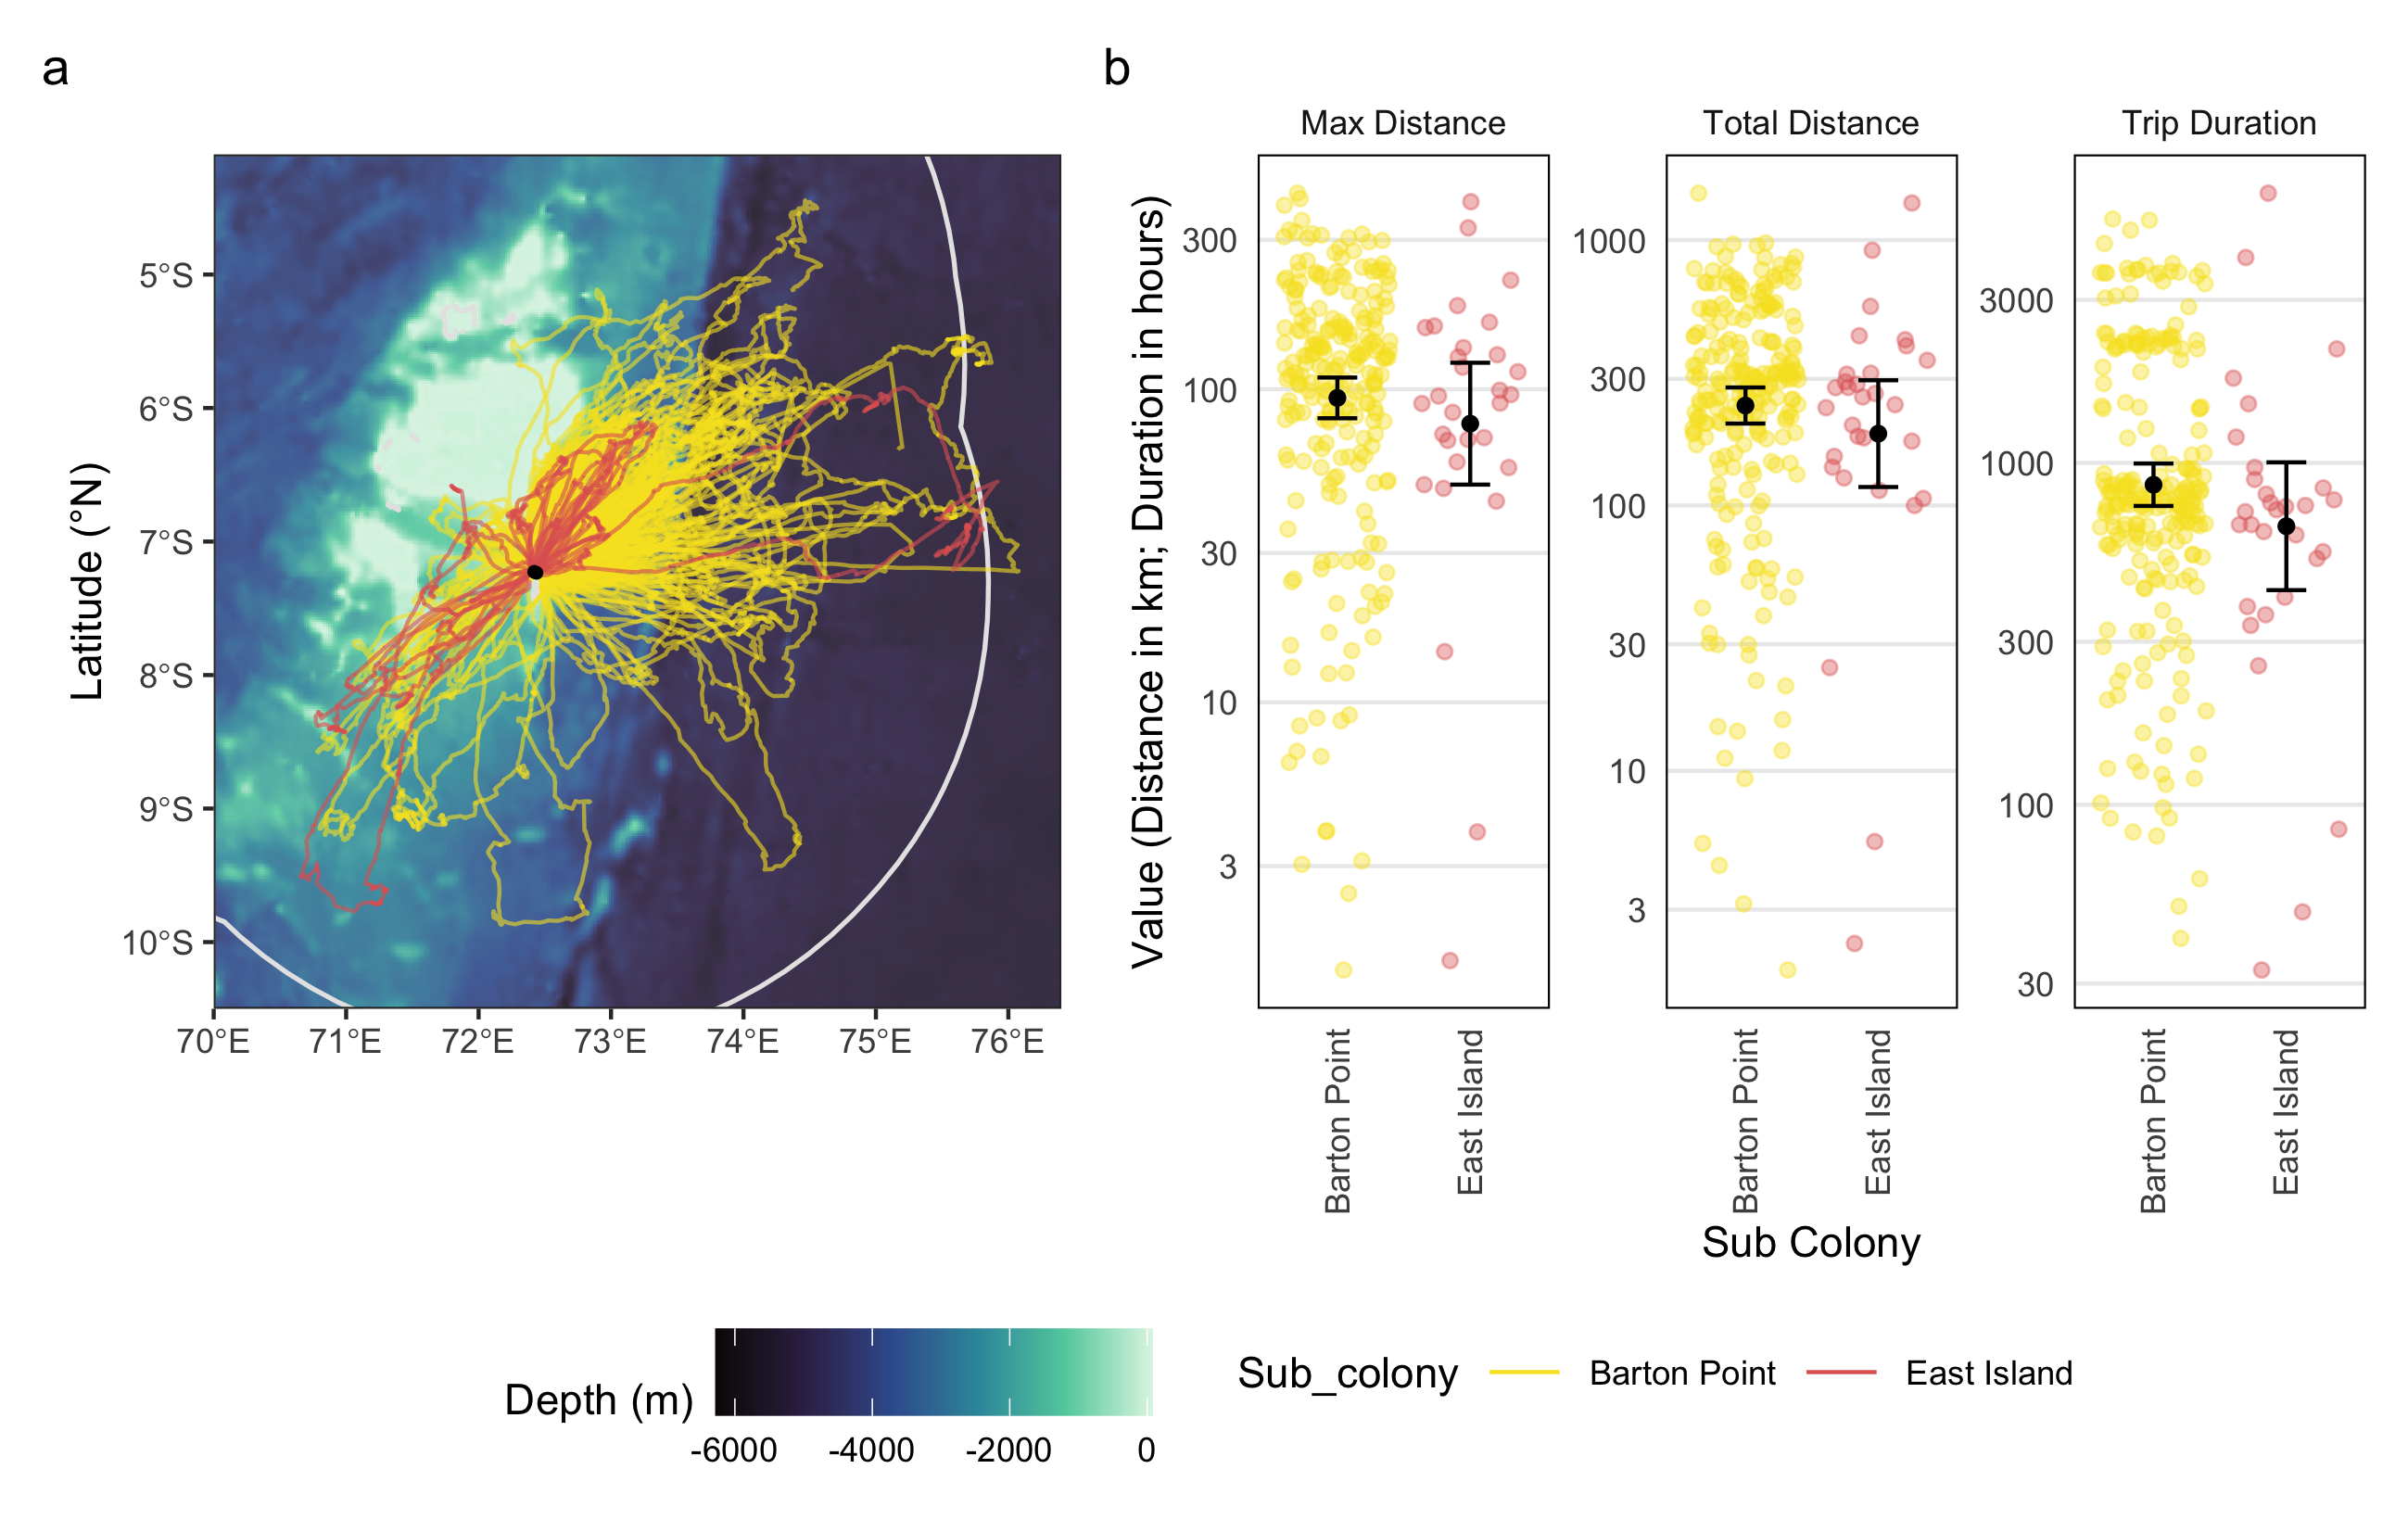 a
b
Max Distance
Total Distance
Trip Duration
Latitude (°N)
5°S
6°S
7°S
8°S
9°S
10°S
70°E
71°E
72°E
73°E
74°E
75°E
76°E
Value (Distance in km; Duration in hours)
300
100
30
10
3
1000
300
100
30
10
3
3000
1000
300
100
30
Barton Point
East Island
Barton Point
East Island
Barton Point
East Island
Sub Colony
Depth (m)
-6000
-4000
-2000
0
Sub_colony
Barton Point
East Island